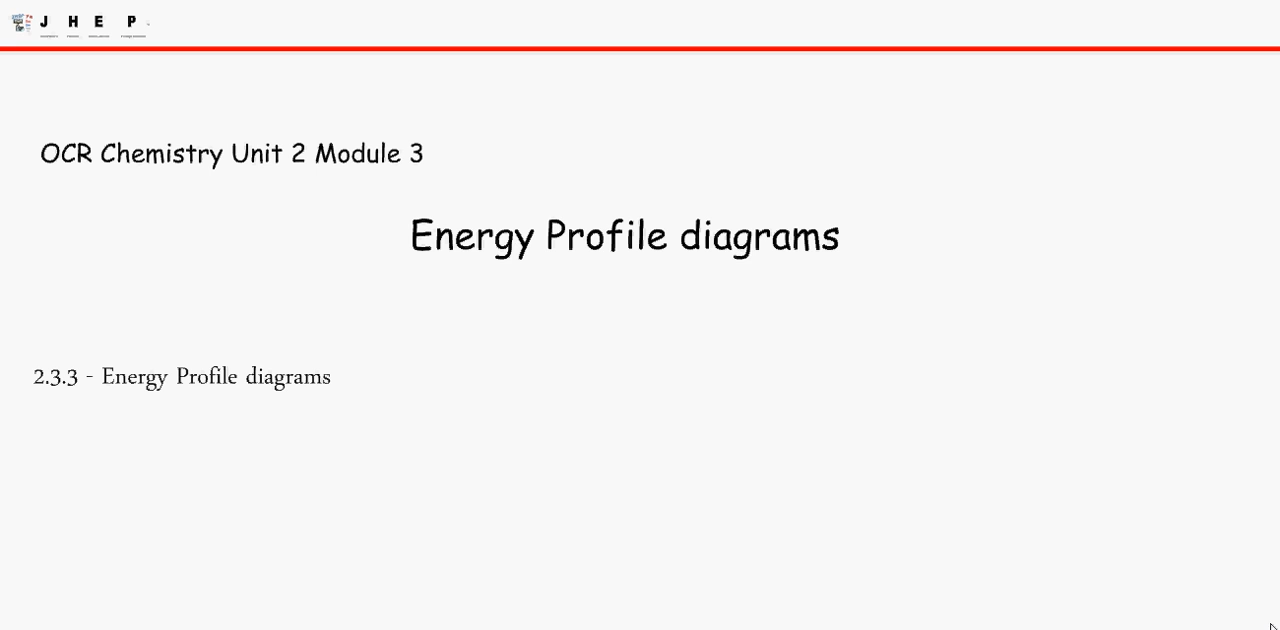 J H E P
OCR Chemistry Unit 2 Module 3
Energy Profile diagrams
2.3.3 - Energy Profile diagrams